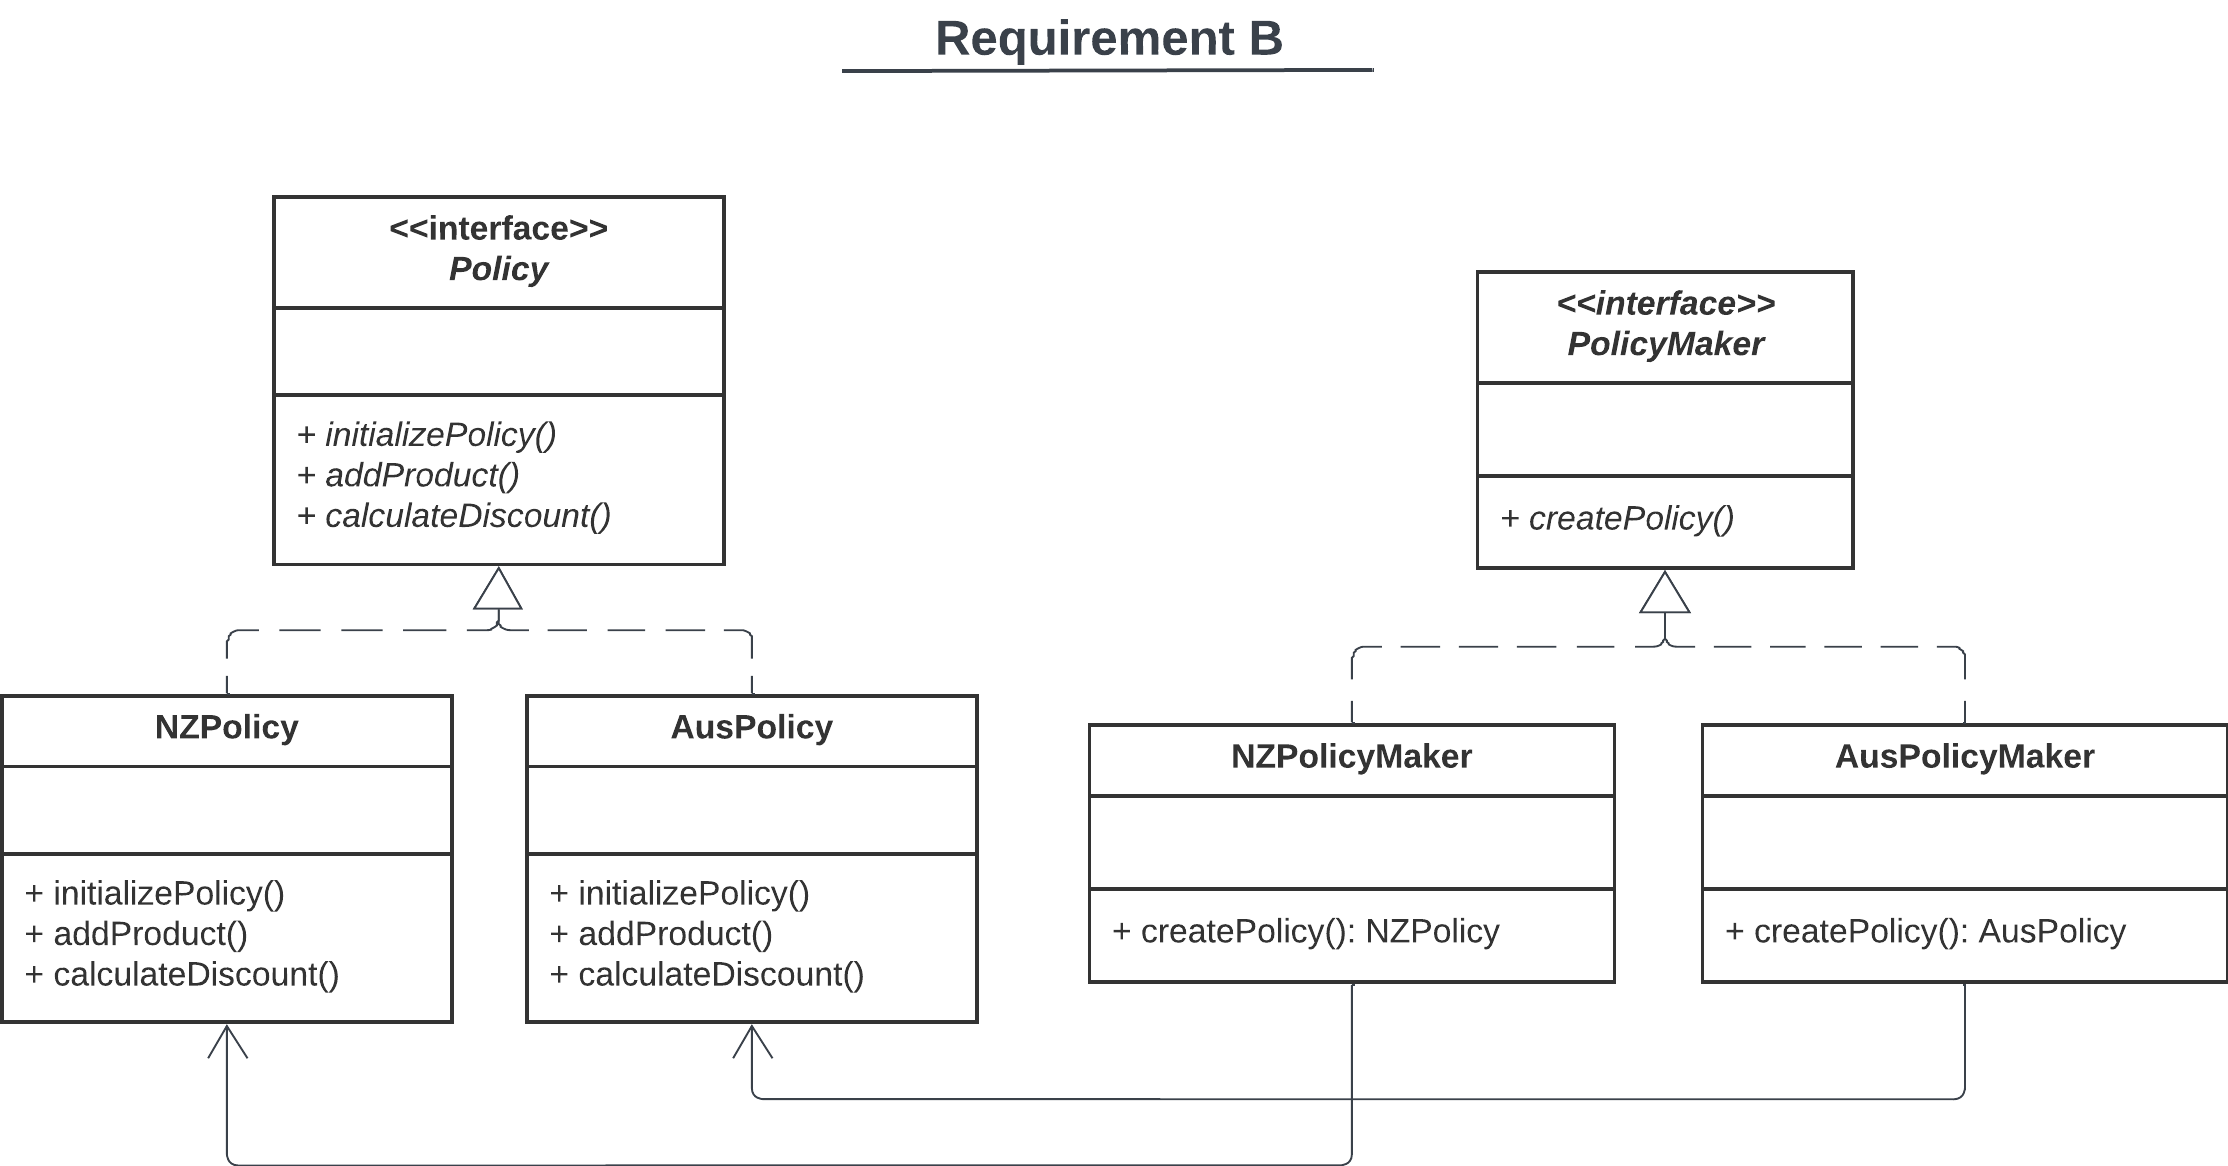 Requirement B
<<interface>>
Policy
+ initializePolicy()
+ addProduct()
+ calculateDiscount()
<<interface>>
PolicyMaker
+ createPolicy()
NZPolicy
+ initializePolicy()
+ addProduct()
+ calculateDiscount()
AusPolicy
+ initializePolicy()
+ addProduct()
+ calculateDiscount()
NZPolicyMaker
+ createPolicy(): NZPolicy
AusPolicyMaker
+ createPolicy(): AusPolicy